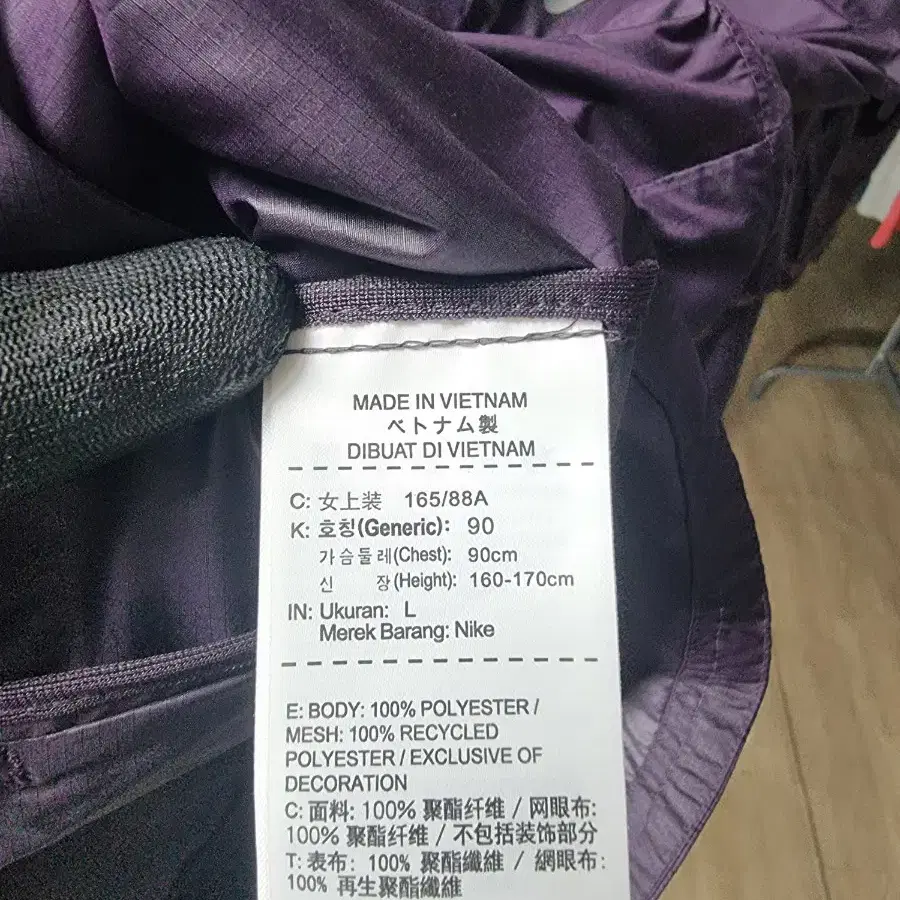 MADE IN VIETNAM
ベトナム製
DIBUAT DI VIETNAM
C: 女上装 165/88A
K: 호칭(Generic): 90
가슴둘레(Chest): 90cm
신 장(Height): 160-170cm
IN: Ukuran: L
Merek Barang: Nike
E: BODY: 100% POLYESTER /
MESH: 100% RECYCLED
POLYESTER / EXCLUSIVE OF
DECORATION
C: 面料: 100% 聚酯纤维 / 网眼布:
100% 聚酯纤维 / 不包括装饰部分
T: 表布: 100% 聚酯纖維 / 網眼布:
100% 再生聚酯纖維